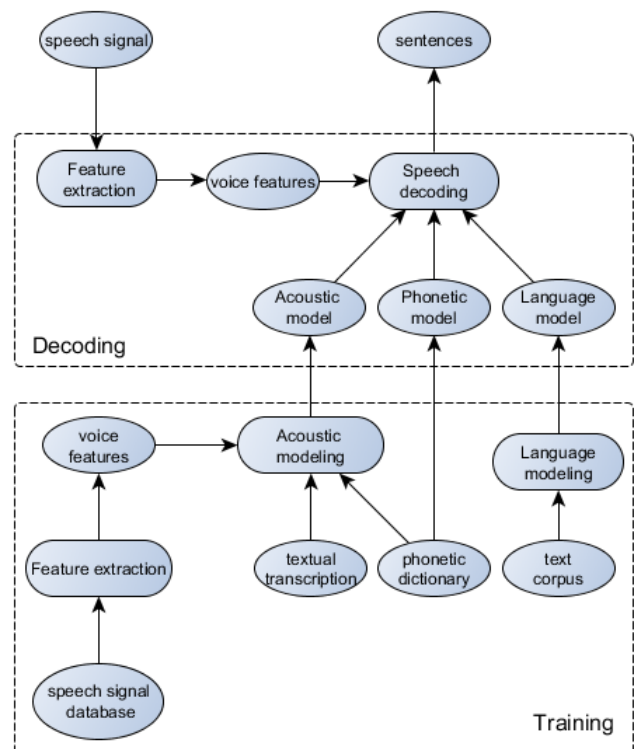 speech signal
sentences
Feature
extraction
voice features
Speech
decoding
Acoustic
model
Phonetic
model
Language
model
Decoding
voice
features
Acoustic
modeling
Language
modeling
Feature extraction
textual
transcription
phonetic
dictionary
text
corpus
speech signal
database
Training